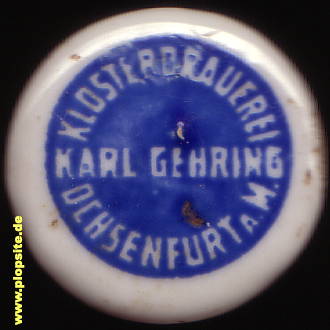 KLOSTERBRAUEREI
KARL GEHRING
OCHSENFURT A. M.
www.plopsite.de